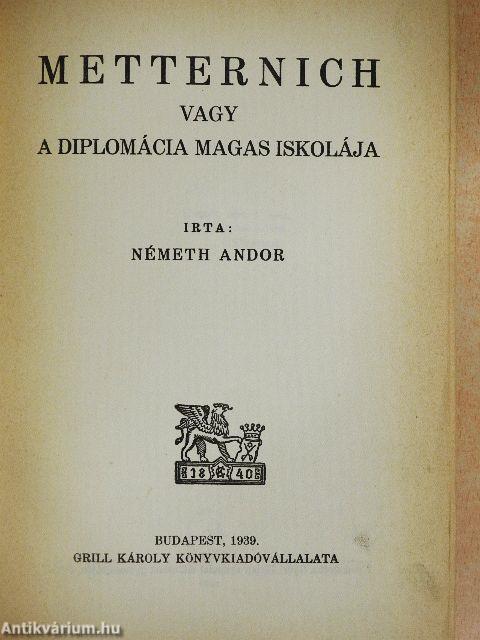 METTERNICH
VAGY
A DIPLOMÁCIA MAGAS ISKOLÁJA
IRTA:
NÉMETH ANDOR
18 40
BUDAPEST, 1939.
GRILL KÁROLY KÖNYVKIADÓVÁLLALATA
Antikvárium.hu